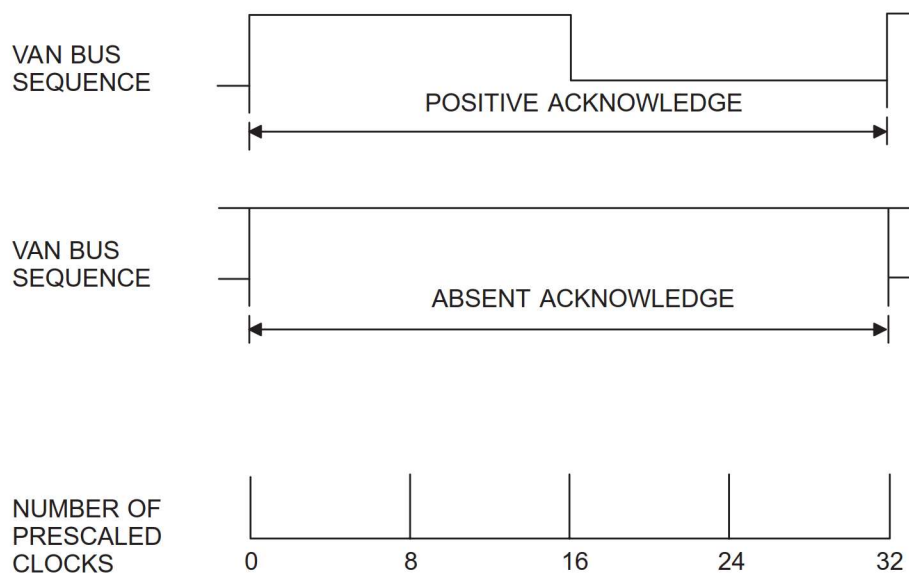 VAN BUS
SEQUENCE
POSITIVE ACKNOWLEDGE
VAN BUS
SEQUENCE
ABSENT ACKNOWLEDGE
NUMBER OF
PRESCALED
CLOCKS
0 8 16 24 32